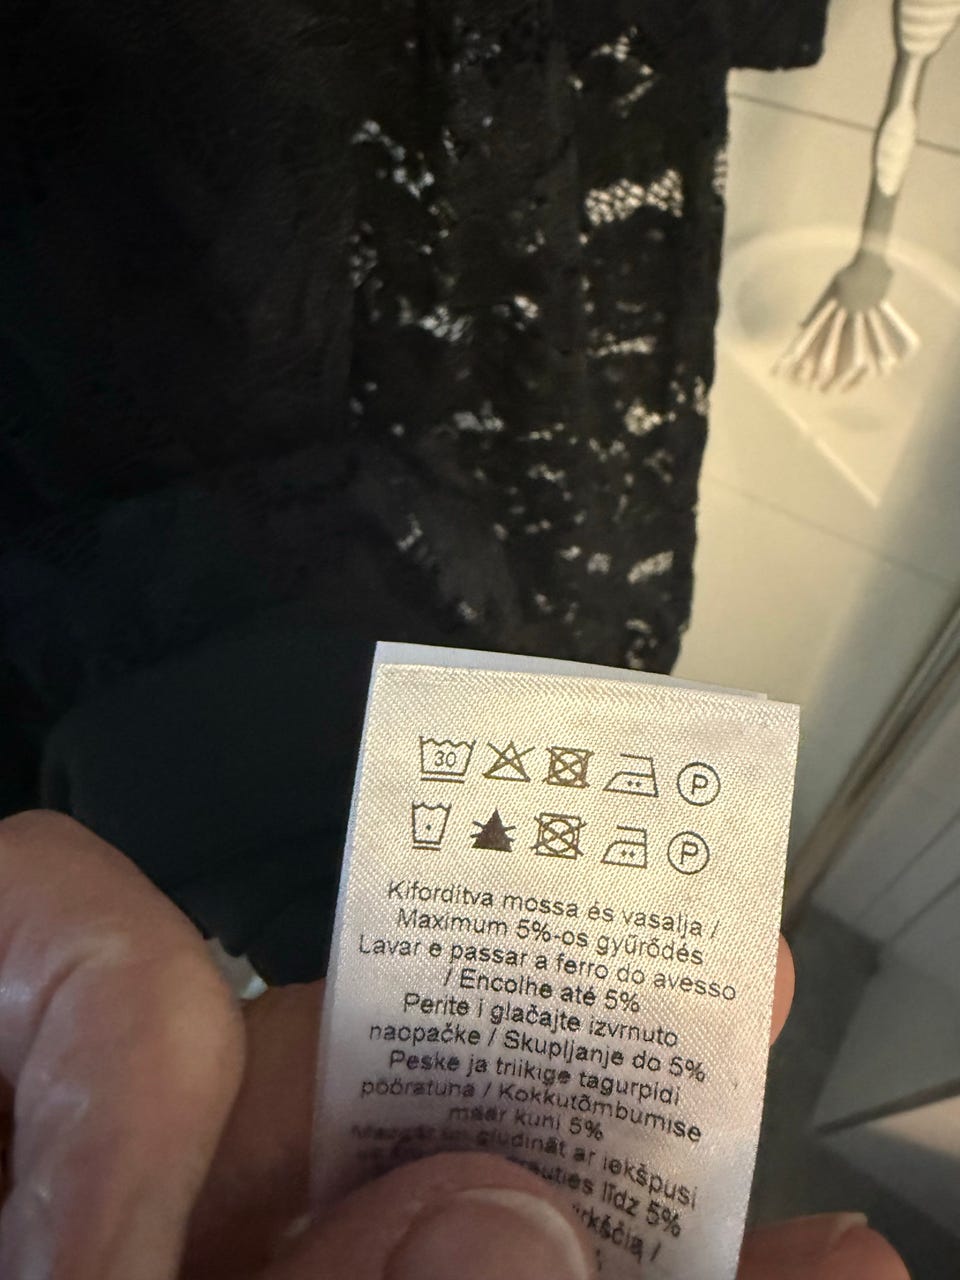 30 P
P
Kifordítva mossa és vasalja /
Maximum 5%-os gyűrődés
Lavar e passar a ferro do avesso
/ Encolhe até 5%
Perite i glačajte izvrnuto
naopačke / Skupljanje do 5%
Peske ja triikige tagurpidi
pööratuna / Kokkutõmbumise
määr kuni 5%
gludināt ar iekšpusi
līdz 5%